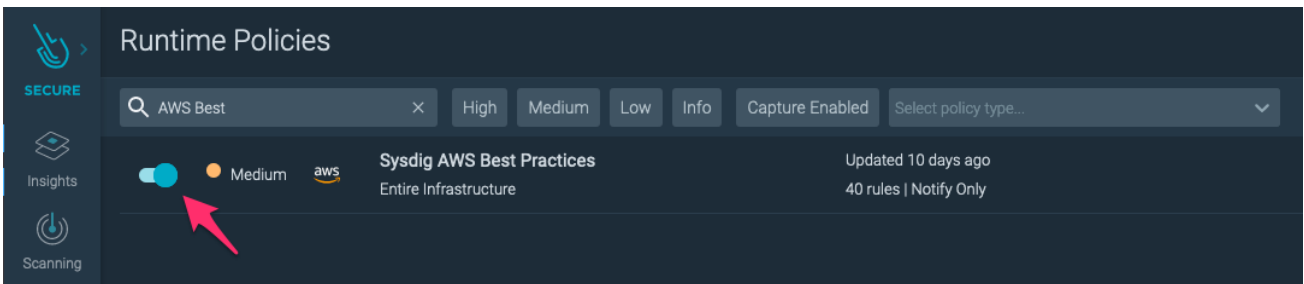 Runtime Policies
SECURE
AWS Best
High
Medium
Low
Info
Capture Enabled
Select policy type...
Insights
Medium
aws
Sysdig AWS Best Practices
Updated 10 days ago
Entire Infrastructure
40 rules | Notify Only
Scanning